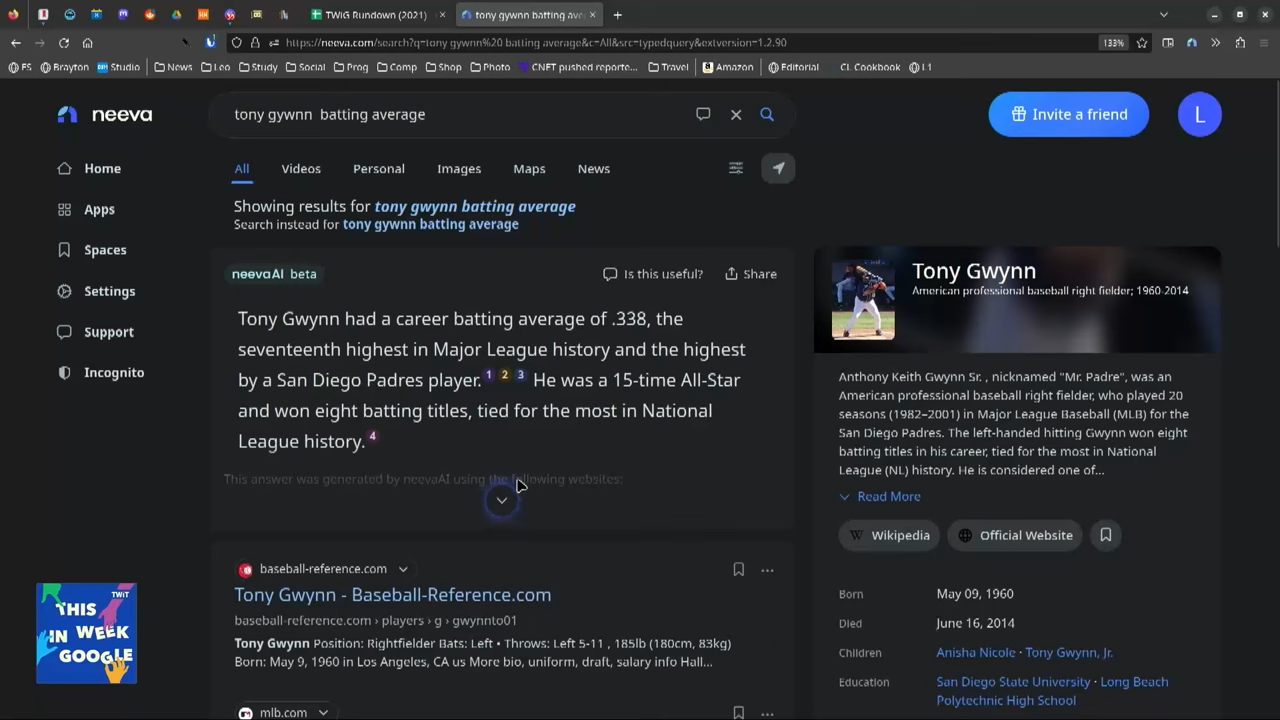 TWiG Rundown (2021)
tony gywnn batting ave
https://neeva.com/search?q=tony gywnn%20 batting average&c=All&src=typedquery&extversion=1.2.90
133%
FS Brayton Studio News Leo Study Social Prog Comp Shop Photo CNET pushed reporte... Travel Amazon Editorial CL Cookbook L1
neeva
tony gywnn batting average
Invite a friend
L
Home
Apps
Spaces
Settings
Support
Incognito
All Videos Personal Images Maps News
Showing results for tony gwynn batting average
Search instead for tony gywnn batting average
neevaAI beta
Is this useful? Share
Tony Gwynn had a career batting average of .338, the
seventeenth highest in Major League history and the highest
by a San Diego Padres player. 1 2 3 He was a 15-time All-Star
and won eight batting titles, tied for the most in National
League history. 4
This answer was generated by neevaAI using the following websites:
baseball-reference.com
Tony Gwynn - Baseball-Reference.com
baseball-reference.com › players › g › gwynnto01
Tony Gwynn Position: Rightfielder Bats: Left • Throws: Left 5-11 , 185lb (180cm, 83kg)
Born: May 9, 1960 in Los Angeles, CA us More bio, uniform, draft, salary info Hall...
mlb.com
Tony Gwynn
American professional baseball right fielder; 1960-2014
Anthony Keith Gwynn Sr. , nicknamed "Mr. Padre", was an
American professional baseball right fielder, who played 20
seasons (1982–2001) in Major League Baseball (MLB) for the
San Diego Padres. The left-handed hitting Gwynn won eight
batting titles in his career, tied for the most in National
League (NL) history. He is considered one of...
Read More
W Wikipedia Official Website
Born May 09, 1960
Died June 16, 2014
Children Anisha Nicole · Tony Gwynn, Jr.
Education San Diego State University · Long Beach
Polytechnic High School
TWiT
THIS
IN WEEK
GOOGLE